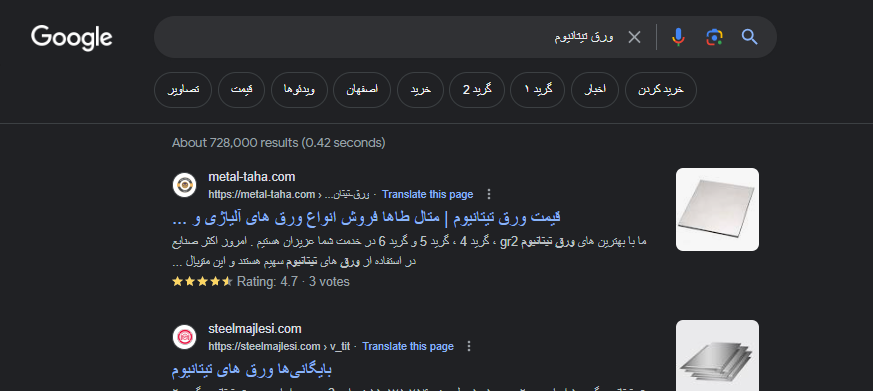 Google
ورق تیتانیوم
تصاویر
قیمت
ویدئوها
اصفهان
خرید
گرید 2
گرید ۱
اخبار
خرید کردن
About 728,000 results (0.42 seconds)
metal-taha.com
https://metal-taha.com › ورق-تیتان... · Translate this page
قیمت ورق تیتانیوم | متال طاها فروش انواع ورق های آلیاژی و ...
ما با بهترین های ورق تیتانیوم gr2 ، گرید 4 ، گرید 5 و گرید 6 در خدمت شما عزیزان هستیم . امروز اکثر صنایع
در استفاده از ورق های تیتانیوم سهیم هستند و این متریال ...
Rating: 4.7 · 3 votes
steelmajlesi.com
https://steelmajlesi.com › v_tit · Translate this page
بایگانی‌ها ورق های تیتانیوم